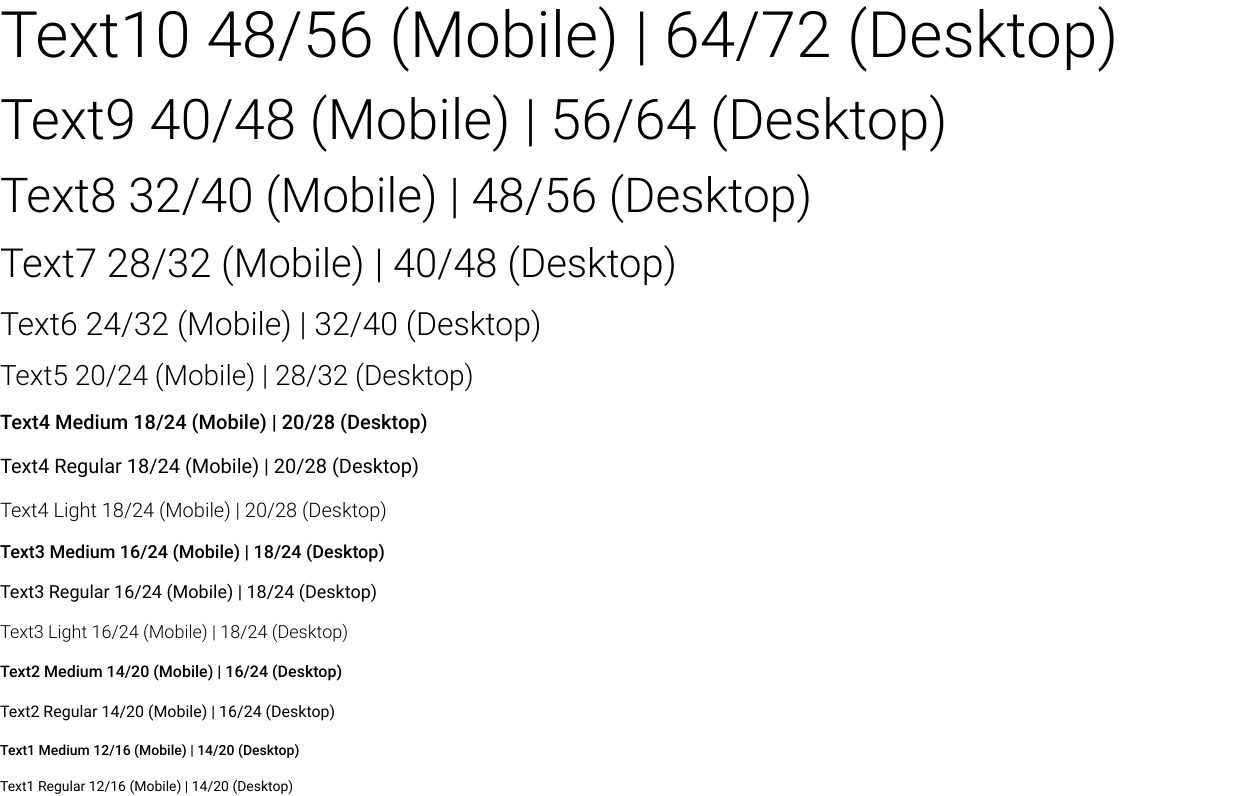 Text10 48/56 (Mobile) | 64/72 (Desktop)
Text9 40/48 (Mobile) | 56/64 (Desktop)
Text8 32/40 (Mobile) | 48/56 (Desktop)
Text7 28/32 (Mobile) | 40/48 (Desktop)
Text6 24/32 (Mobile) | 32/40 (Desktop)
Text5 20/24 (Mobile) | 28/32 (Desktop)
Text4 Medium 18/24 (Mobile) | 20/28 (Desktop)
Text4 Regular 18/24 (Mobile) | 20/28 (Desktop)
Text4 Light 18/24 (Mobile) | 20/28 (Desktop)
Text3 Medium 16/24 (Mobile) | 18/24 (Desktop)
Text3 Regular 16/24 (Mobile) | 18/24 (Desktop)
Text3 Light 16/24 (Mobile) | 18/24 (Desktop)
Text2 Medium 14/20 (Mobile) | 16/24 (Desktop)
Text2 Regular 14/20 (Mobile) | 16/24 (Desktop)
Text1 Medium 12/16 (Mobile) | 14/20 (Desktop)
Text1 Regular 12/16 (Mobile) | 14/20 (Desktop)